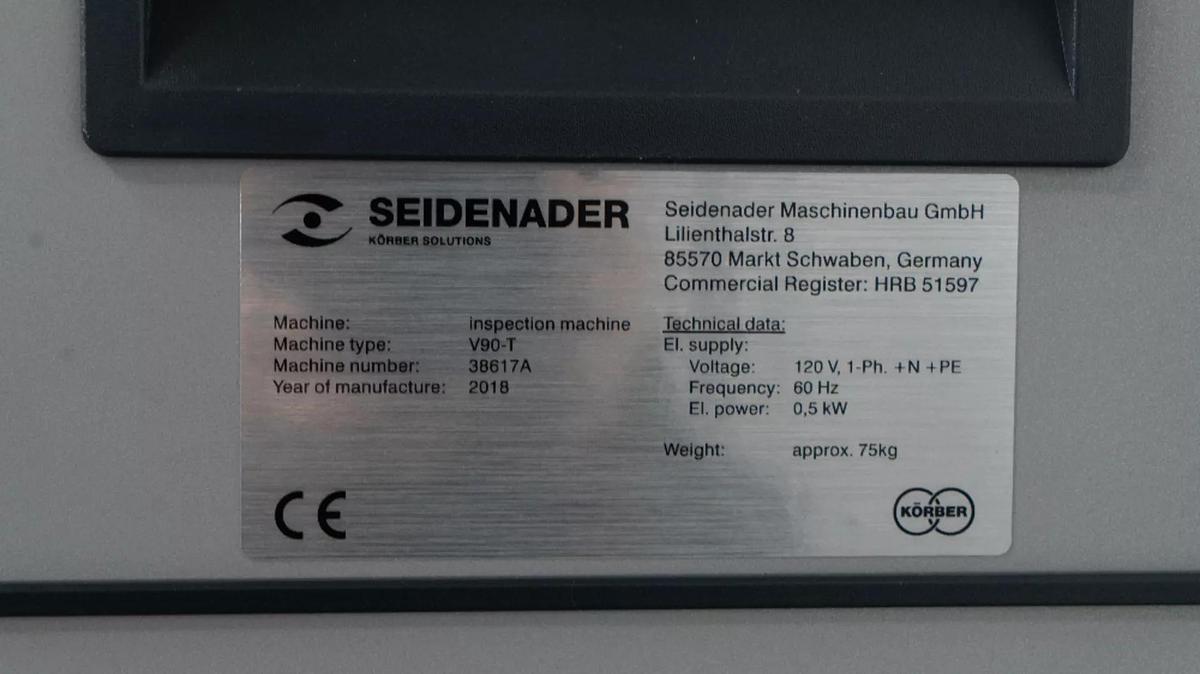 SEIDENADER
KÖRBER SOLUTIONS
Seidenader Maschinenbau GmbH
Lilienthalstr. 8
85570 Markt Schwaben, Germany
Commercial Register: HRB 51597
Machine: inspection machine
Machine type: V90-T
Machine number: 38617A
Year of manufacture: 2018
Technical data:
El. supply:
Voltage: 120 V, 1-Ph. +N +PE
Frequency: 60 Hz
El. power: 0,5 kW
Weight: approx. 75kg
CE
KÖRBER